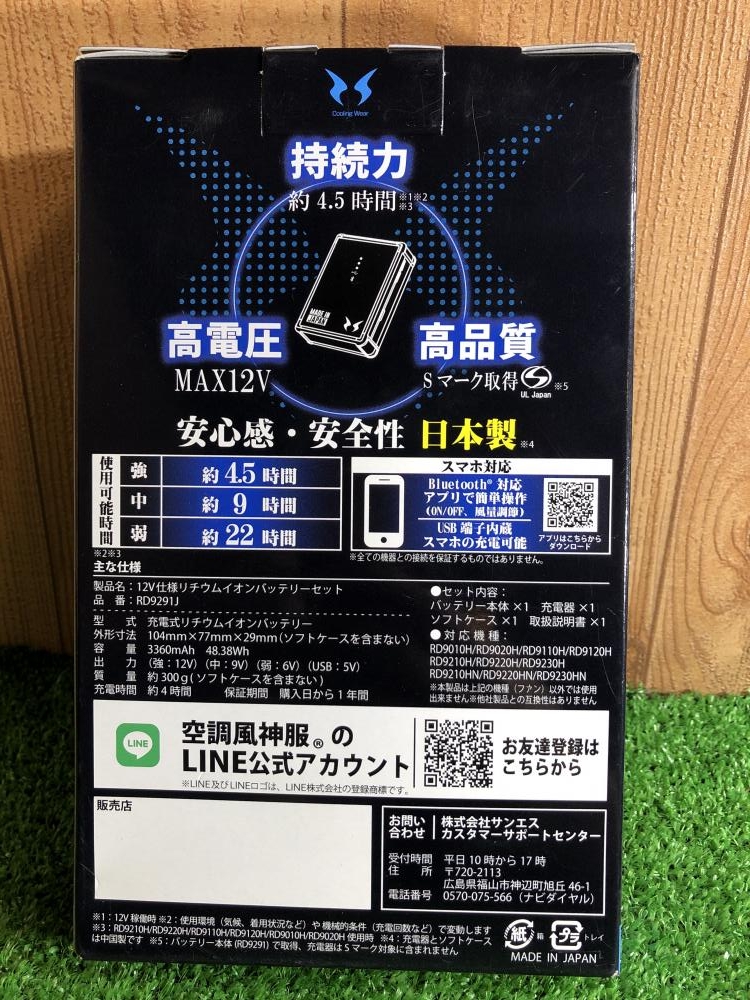 Cooling Wear
持続力
約4.5時間※1※2
※3
MADE IN
JAPAN
高電圧
MAX12V
高品質
Sマーク取得 S ※5
UL Japan
安心感・安全性 日本製※4
使用可能時間
強 約4.5時間
中 約9時間
弱 約22時間
※2※3
スマホ対応
Bluetooth® 対応
アプリで簡単操作
(ON/OFF、風量調節)
USB 端子内蔵
スマホの充電可能
アプリはこちらから
ダウンロード
※全ての機器との接続を保証するものではありません。
主な仕様
製品名:12V仕様リチウムイオンバッテリーセット
品 番:RD9291J
型 式 充電式リチウムイオンバッテリー
外形寸法 104mm×77mm×29mm(ソフトケースを含まない)
容 量 3360mAh 48.38Wh
出 力 (強:12V)(中:9V)(弱:6V)(USB:5V)
質 量 約300g(ソフトケースを含まない)
充電時間 約4時間 保証期間 購入日から1年間
●セット内容:
バッテリー本体×1 充電器×1
ソフトケース×1 取扱説明書×1
●対応機種:
RD9010H/RD9020H/RD9110H/RD9120H
RD9210H/RD9220H/RD9230H
RD9210HN/RD9220HN/RD9230HN
※本製品は上記の機種(ファン)以外では使用
出来ません※他社製品との互換性はありません
LINE
空調風神服®の
LINE公式アカウント
※LINE及びLINEロゴは、LINE株式会社の登録商標です。
お友達登録は
こちらから
販売店
お問い合わせ
株式会社サンエス
カスタマーサポートセンター
受付時間 平日10時から17時
住 所 〒720-2113
広島県福山市神辺町旭丘46-1
電話番号 0570-075-566(ナビダイヤル)
※1:12V稼働時 ※2:使用環境(気候、着用状況など)や機械的条件(充電回数など)で変動します
※3:RD9210H/RD9220H/RD9110H/RD9120H/RD9010H/RD9020H使用時 ※4:充電器とソフトケース
は中国製です ※5:バッテリー本体(RD9291)で取得、充電器はSマーク対象に含まれません
紙 箱 プラ トレイ
MADE IN JAPAN